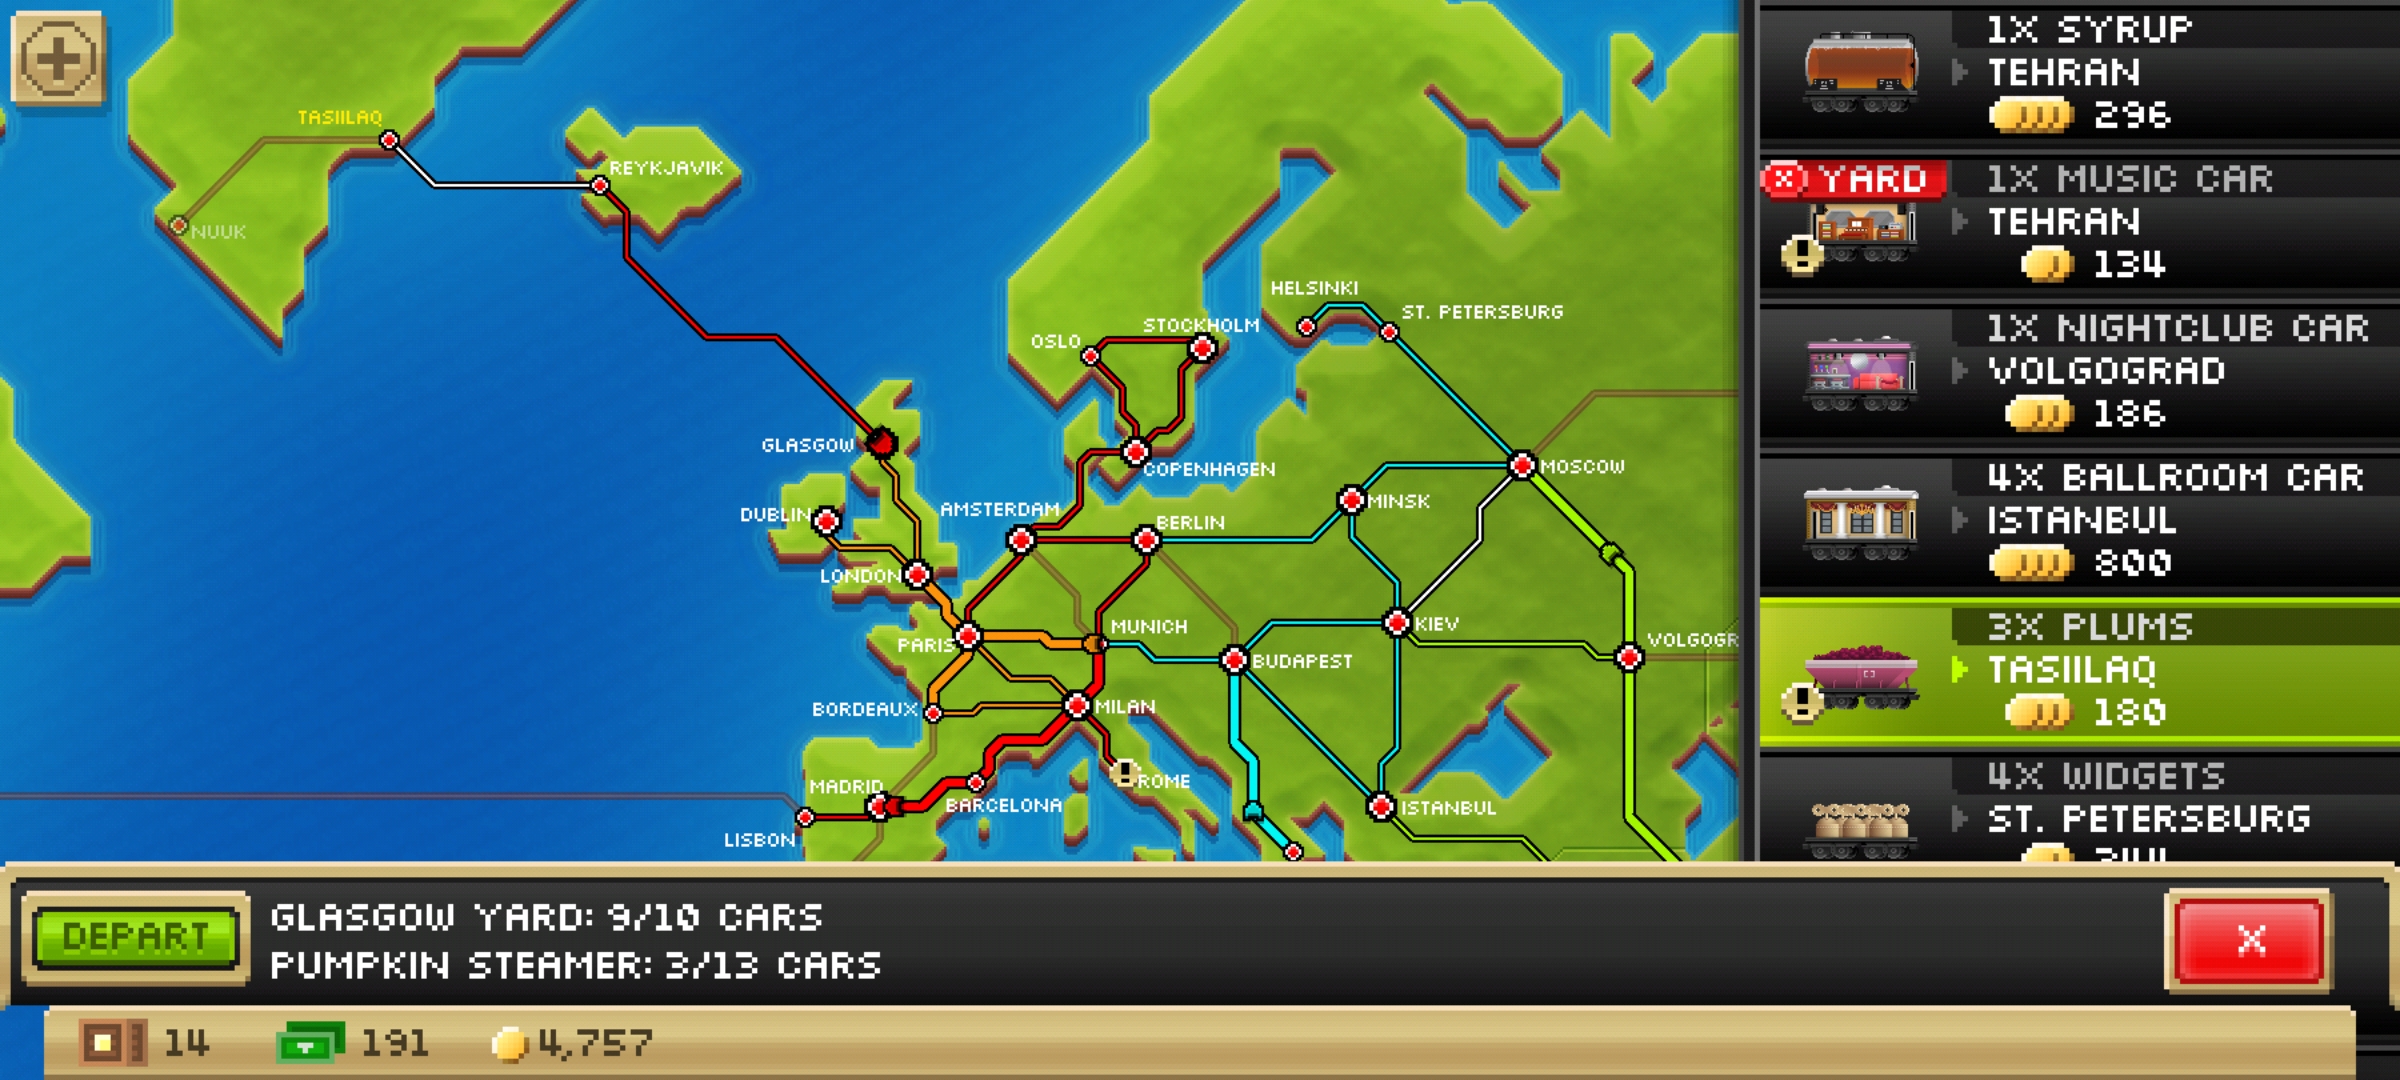 TASIILAQ
REYKJAVIK
NUUK
HELSINKI
ST. PETERSBURG
STOCKHOLM
OSLO
GLASGOW
COPENHAGEN
MOSCOW
MINSK
AMSTERDAM
BERLIN
DUBLIN
LONDON
KIEV
MUNICH
PARIS
VOLGOGR
BUDAPEST
BORDEAUX
MILAN
ROME
MADRID
BARCELONA
ISTANBUL
LISBON
1X SYRUP
TEHRAN
296
YARD
1X MUSIC CAR
TEHRAN
134
1X NIGHTCLUB CAR
VOLGOGRAD
186
4X BALLROOM CAR
ISTANBUL
800
3X PLUMS
TASIILAQ
180
4X WIDGETS
ST. PETERSBURG
DEPART
GLASGOW YARD: 9/10 CARS
PUMPKIN STEAMER: 3/13 CARS
X
14
191
4,757